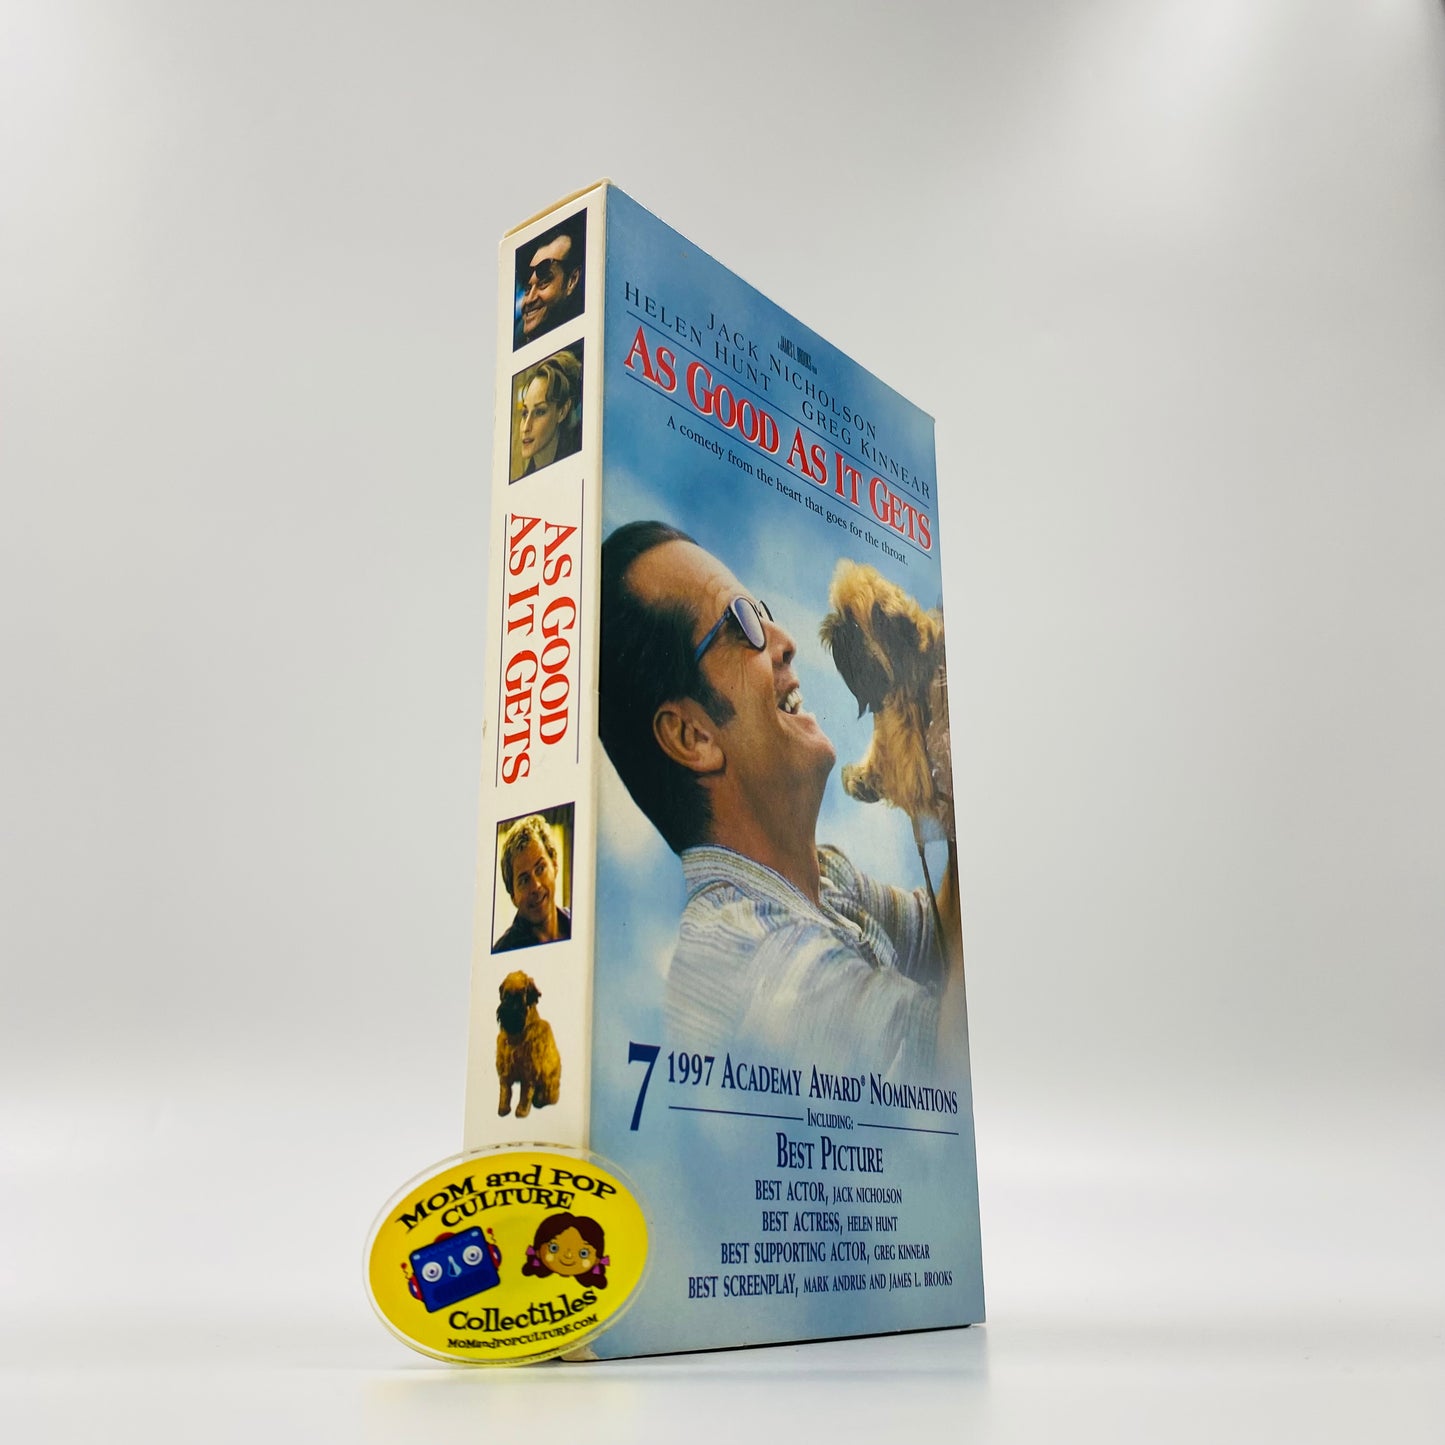 AS GOOD
AS IT GETS
JAMES L. BROOKS
JACK NICHOLSON
HELEN HUNT GREG KINNEAR
AS GOOD AS IT GETS
A comedy from the heart that goes for the throat.
7 1997 ACADEMY AWARD® NOMINATIONS
INCLUDING:
BEST PICTURE
BEST ACTOR, JACK NICHOLSON
BEST ACTRESS, HELEN HUNT
BEST SUPPORTING ACTOR, GREG KINNEAR
BEST SCREENPLAY, MARK ANDRUS AND JAMES L. BROOKS
MOM and POP
CULTURE
Collectibles
MOMandPOPCULTURE.COM